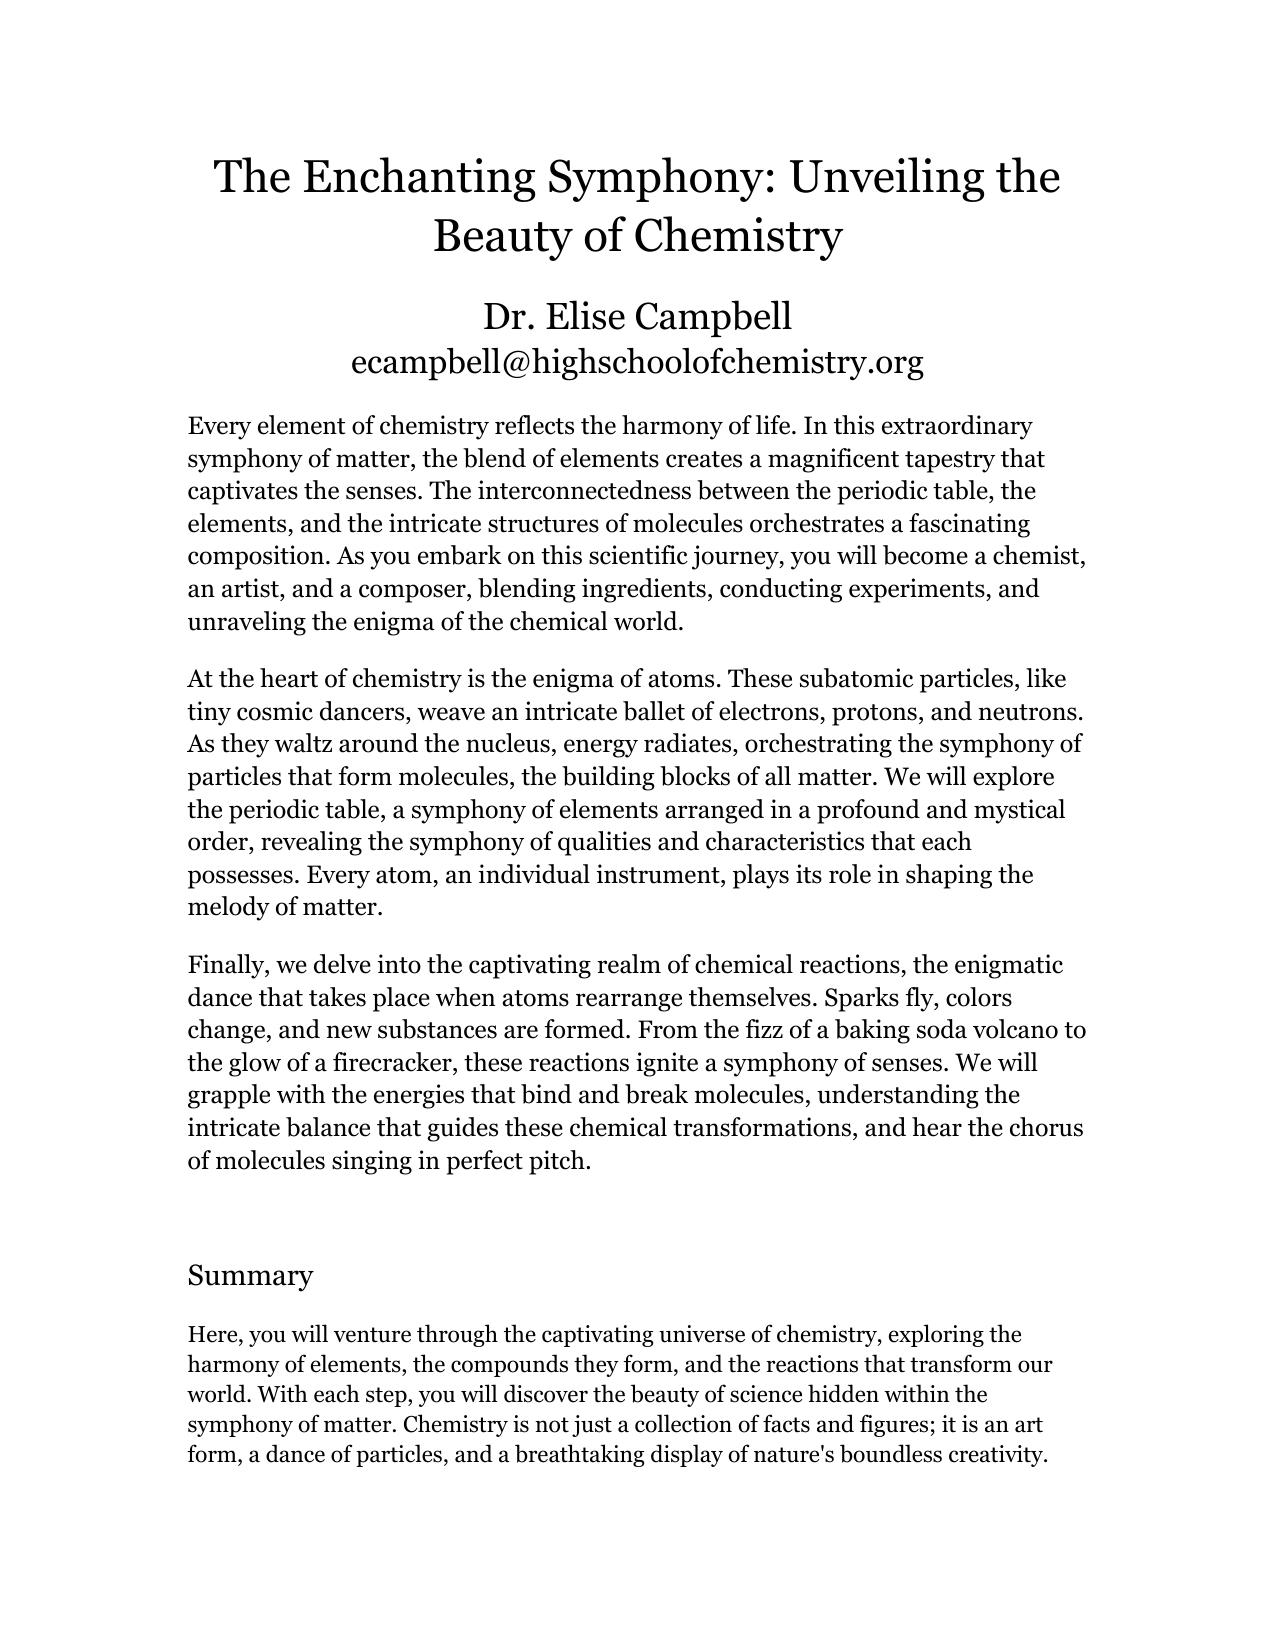 The Enchanting Symphony: Unveiling the
Beauty of Chemistry
Dr. Elise Campbell
ecampbell@highschoolofchemistry.org
Every element of chemistry reflects the harmony of life. In this extraordinary
symphony of matter, the blend of elements creates a magnificent tapestry that
captivates the senses. The interconnectedness between the periodic table, the
elements, and the intricate structures of molecules orchestrates a fascinating
composition. As you embark on this scientific journey, you will become a chemist,
an artist, and a composer, blending ingredients, conducting experiments, and
unraveling the enigma of the chemical world.
At the heart of chemistry is the enigma of atoms. These subatomic particles, like
tiny cosmic dancers, weave an intricate ballet of electrons, protons, and neutrons.
As they waltz around the nucleus, energy radiates, orchestrating the symphony of
particles that form molecules, the building blocks of all matter. We will explore
the periodic table, a symphony of elements arranged in a profound and mystical
order, revealing the symphony of qualities and characteristics that each
possesses. Every atom, an individual instrument, plays its role in shaping the
melody of matter.
Finally, we delve into the captivating realm of chemical reactions, the enigmatic
dance that takes place when atoms rearrange themselves. Sparks fly, colors
change, and new substances are formed. From the fizz of a baking soda volcano to
the glow of a firecracker, these reactions ignite a symphony of senses. We will
grapple with the energies that bind and break molecules, understanding the
intricate balance that guides these chemical transformations, and hear the chorus
of molecules singing in perfect pitch.
Summary
Here, you will venture through the captivating universe of chemistry, exploring the
harmony of elements, the compounds they form, and the reactions that transform our
world. With each step, you will discover the beauty of science hidden within the
symphony of matter. Chemistry is not just a collection of facts and figures; it is an art
form, a dance of particles, and a breathtaking display of nature's boundless creativity.